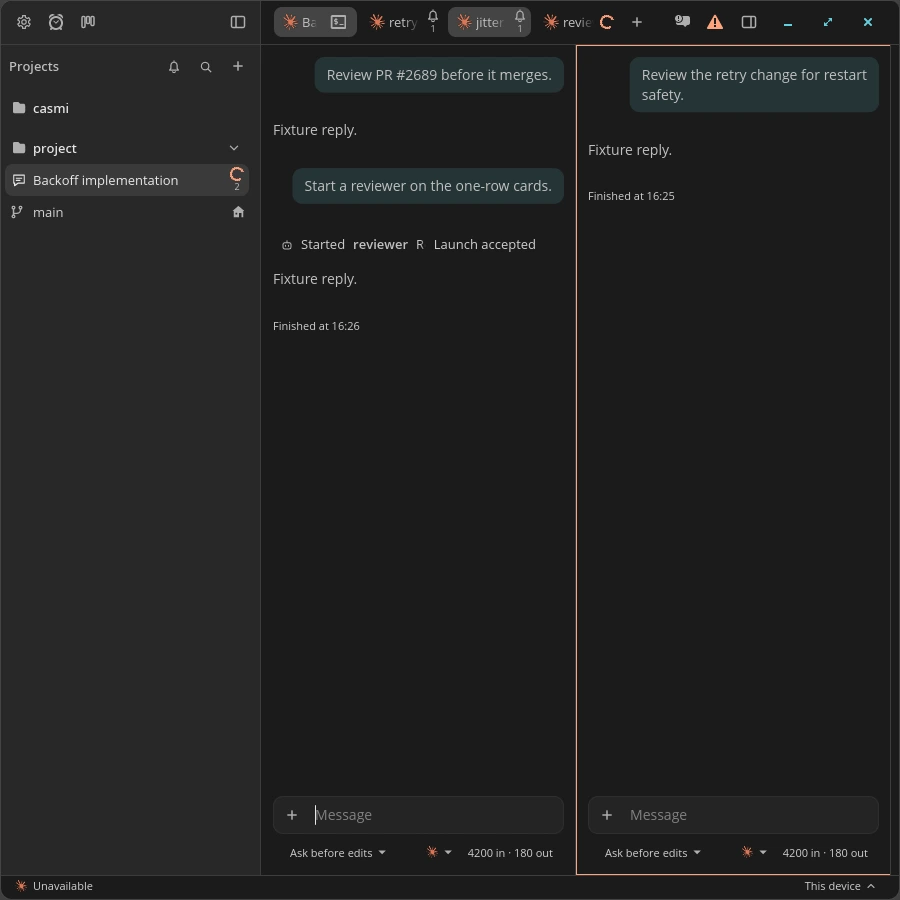 Ba
retry
1
jitter
1
revie
Projects
casmi
project
Backoff implementation
2
main
Review PR #2689 before it merges.
Fixture reply.
Start a reviewer on the one-row cards.
Started reviewer R Launch accepted
Fixture reply.
Finished at 16:26
Message
Ask before edits
4200 in · 180 out
Review the retry change for restart
safety.
Fixture reply.
Finished at 16:25
Message
Ask before edits
4200 in · 180 out
Unavailable
This device